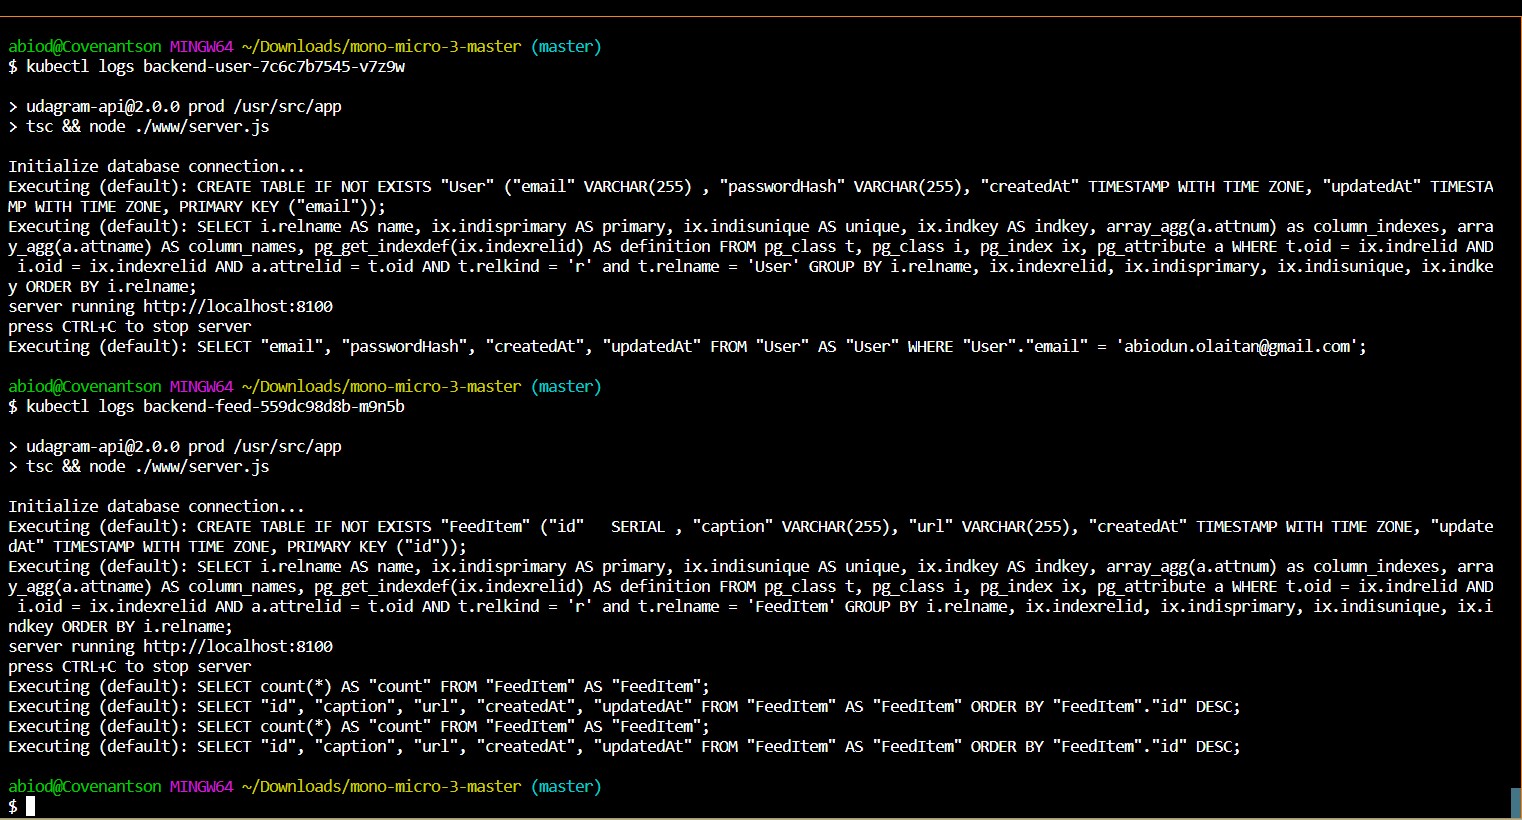 abiod@Covenantson MINGW64 ~/Downloads/mono-micro-3-master (master)
$ kubectl logs backend-user-7c6c7b7545-v7z9w
> udagram-api@2.0.0 prod /usr/src/app
> tsc && node ./www/server.js
Initialize database connection...
Executing (default): CREATE TABLE IF NOT EXISTS "User" ("email" VARCHAR(255) , "passwordHash" VARCHAR(255), "createdAt" TIMESTAMP WITH TIME ZONE, "updatedAt" TIMESTA
MP WITH TIME ZONE, PRIMARY KEY ("email"));
Executing (default): SELECT i.relname AS name, ix.indisprimary AS primary, ix.indisunique AS unique, ix.indkey AS indkey, array_agg(a.attnum) as column_indexes, arra
y_agg(a.attname) AS column_names, pg_get_indexdef(ix.indexrelid) AS definition FROM pg_class t, pg_class i, pg_index ix, pg_attribute a WHERE t.oid = ix.indrelid AND
 i.oid = ix.indexrelid AND a.attrelid = t.oid AND t.relkind = 'r' and t.relname = 'User' GROUP BY i.relname, ix.indexrelid, ix.indisprimary, ix.indisunique, ix.indke
y ORDER BY i.relname;
server running http://localhost:8100
press CTRL+C to stop server
Executing (default): SELECT "email", "passwordHash", "createdAt", "updatedAt" FROM "User" AS "User" WHERE "User"."email" = 'abiodun.olaitan@gmail.com';
abiod@Covenantson MINGW64 ~/Downloads/mono-micro-3-master (master)
$ kubectl logs backend-feed-559dc98d8b-m9n5b
> udagram-api@2.0.0 prod /usr/src/app
> tsc && node ./www/server.js
Initialize database connection...
Executing (default): CREATE TABLE IF NOT EXISTS "FeedItem" ("id"   SERIAL , "caption" VARCHAR(255), "url" VARCHAR(255), "createdAt" TIMESTAMP WITH TIME ZONE, "update
dAt" TIMESTAMP WITH TIME ZONE, PRIMARY KEY ("id"));
Executing (default): SELECT i.relname AS name, ix.indisprimary AS primary, ix.indisunique AS unique, ix.indkey AS indkey, array_agg(a.attnum) as column_indexes, arra
y_agg(a.attname) AS column_names, pg_get_indexdef(ix.indexrelid) AS definition FROM pg_class t, pg_class i, pg_index ix, pg_attribute a WHERE t.oid = ix.indrelid AND
 i.oid = ix.indexrelid AND a.attrelid = t.oid AND t.relkind = 'r' and t.relname = 'FeedItem' GROUP BY i.relname, ix.indexrelid, ix.indisprimary, ix.indisunique, ix.i
ndkey ORDER BY i.relname;
server running http://localhost:8100
press CTRL+C to stop server
Executing (default): SELECT count(*) AS "count" FROM "FeedItem" AS "FeedItem";
Executing (default): SELECT "id", "caption", "url", "createdAt", "updatedAt" FROM "FeedItem" AS "FeedItem" ORDER BY "FeedItem"."id" DESC;
Executing (default): SELECT count(*) AS "count" FROM "FeedItem" AS "FeedItem";
Executing (default): SELECT "id", "caption", "url", "createdAt", "updatedAt" FROM "FeedItem" AS "FeedItem" ORDER BY "FeedItem"."id" DESC;
abiod@Covenantson MINGW64 ~/Downloads/mono-micro-3-master (master)
$